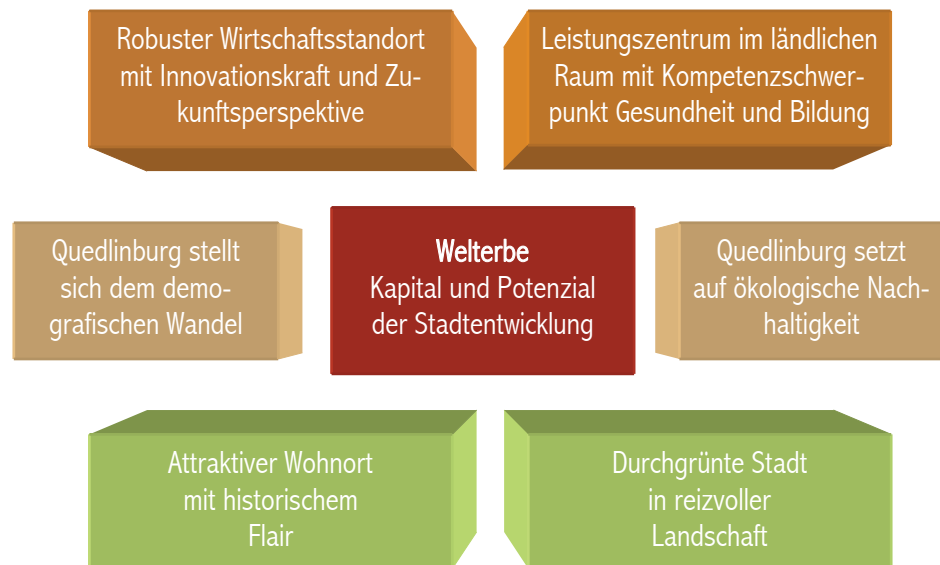 Robuster Wirtschaftsstandort
mit Innovationskraft und Zu-
kunftsperspektive
Leistungszentrum im ländlichen
Raum mit Kompetenzschwer-
punkt Gesundheit und Bildung
Quedlinburg stellt
sich dem demo-
grafischen Wandel
Welterbe
Kapital und Potenzial
der Stadtentwicklung
Quedlinburg setzt
auf ökologische Nach-
haltigkeit
Attraktiver Wohnort
mit historischem
Flair
Durchgrünte Stadt
in reizvoller
Landschaft